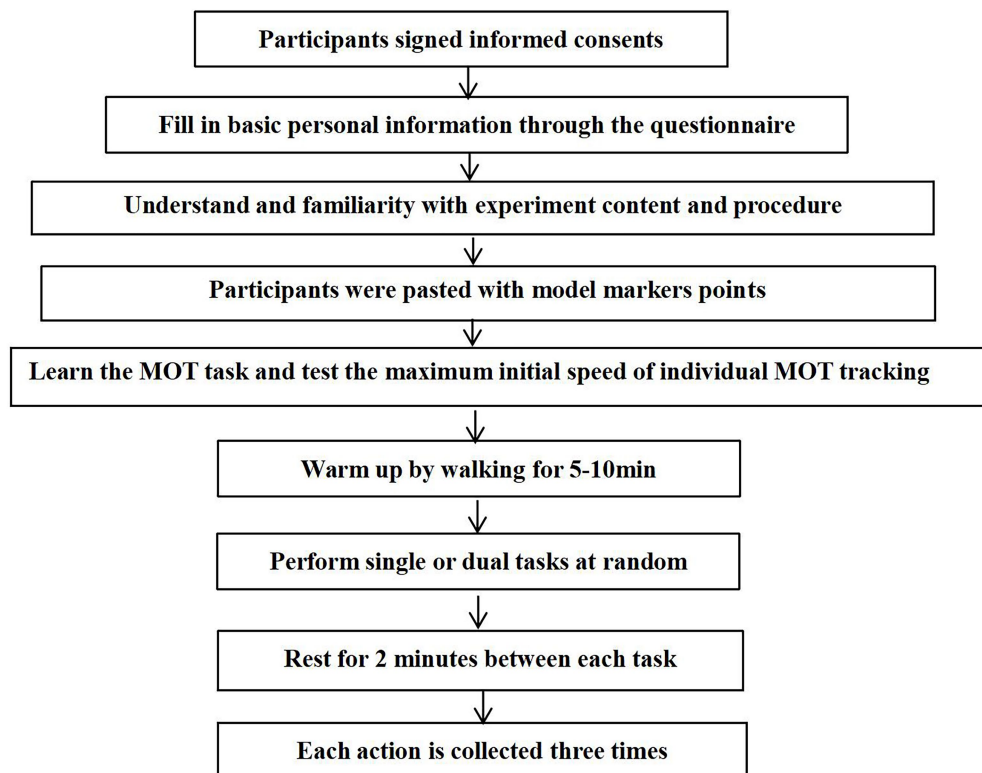 Participants signed informed consents
Fill in basic personal information through the questionnaire
Understand and familiarity with experiment content and procedure
Participants were pasted with model markers points
Learn the MOT task and test the maximum initial speed of individual MOT tracking
Warm up by walking for 5-10min
Perform single or dual tasks at random
Rest for 2 minutes between each task
Each action is collected three times